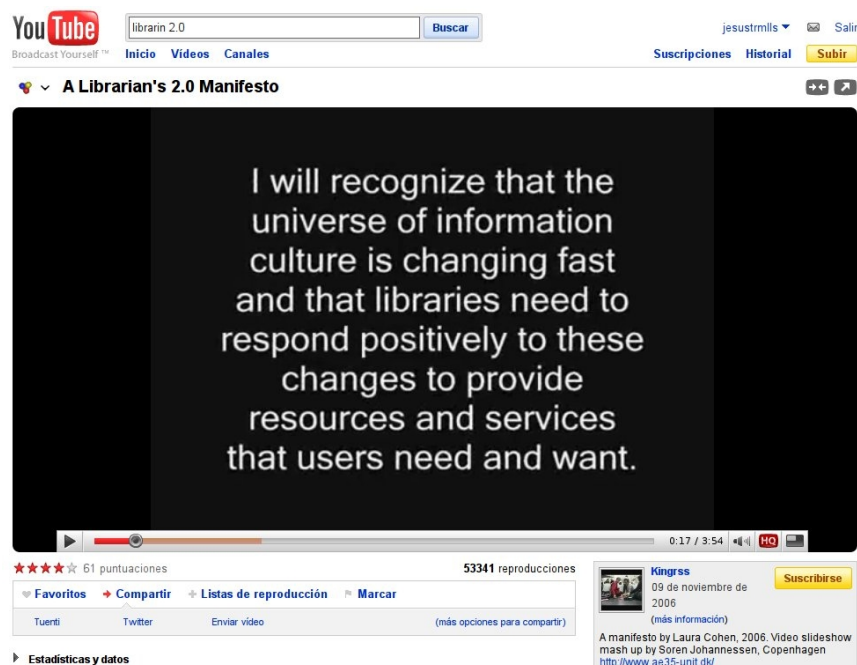 You Tube librarin 2.0 Buscar jesustrmlls Salir
Broadcast Yourself ™ Inicio Vídeos Canales Suscripciones Historial Subir
A Librarian's 2.0 Manifesto
I will recognize that the
universe of information
culture is changing fast
and that libraries need to
respond positively to these
changes to provide
resources and services
that users need and want.
0:17 / 3:54 HQ
61 puntuaciones 53341 reproducciones
Favoritos Compartir Listas de reproducción Marcar
Tuenti Twitter Enviar vídeo (más opciones para compartir)
Estadísticas y datos
Kingrss
09 de noviembre de
2006
(más información)
Suscribirse
A manifesto by Laura Cohen, 2006. Video slideshow
mash up by Soren Johannessen, Copenhagen
http://www.ae35-unit.dk/